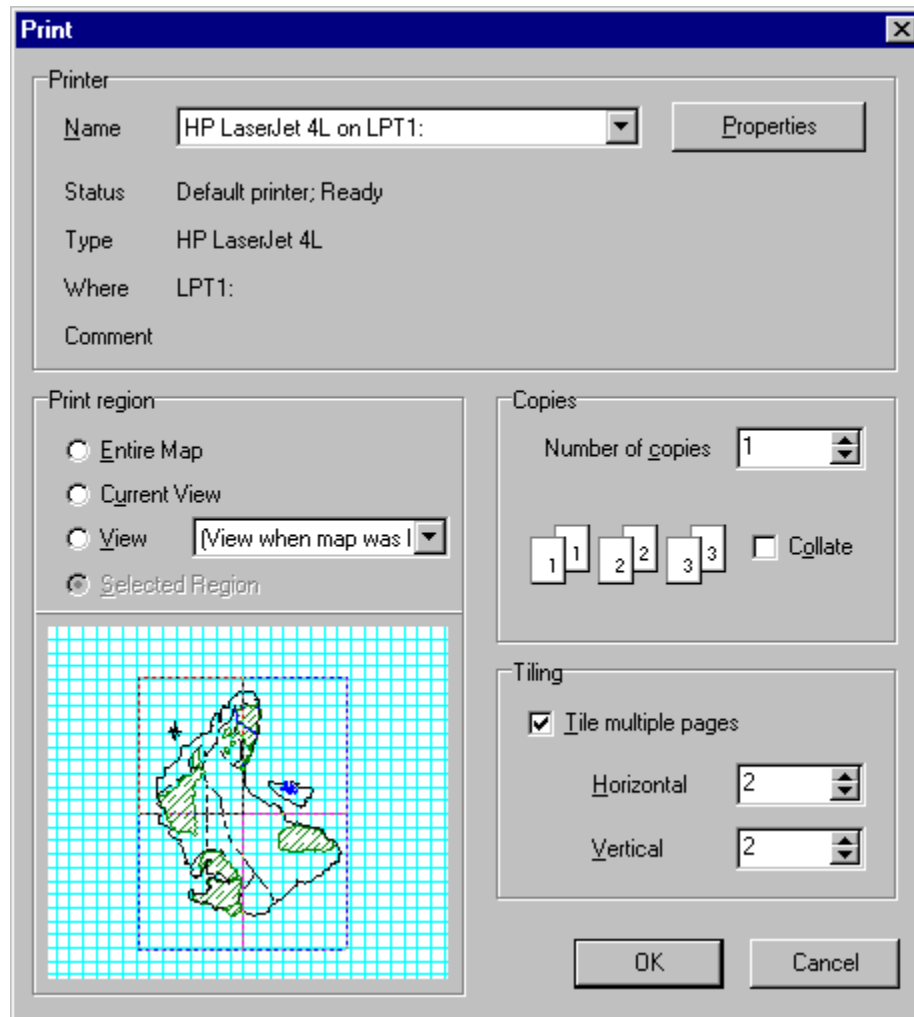 Print
Printer
Name HP LaserJet 4L on LPT1: Properties
Status Default printer; Ready
Type HP LaserJet 4L
Where LPT1:
Comment
Print region
Entire Map
Current View
View (View when map was l
Selected Region
Copies
Number of copies 1
1 1 2 2 3 3 Collate
Tiling
Tile multiple pages
Horizontal 2
Vertical 2
OK Cancel